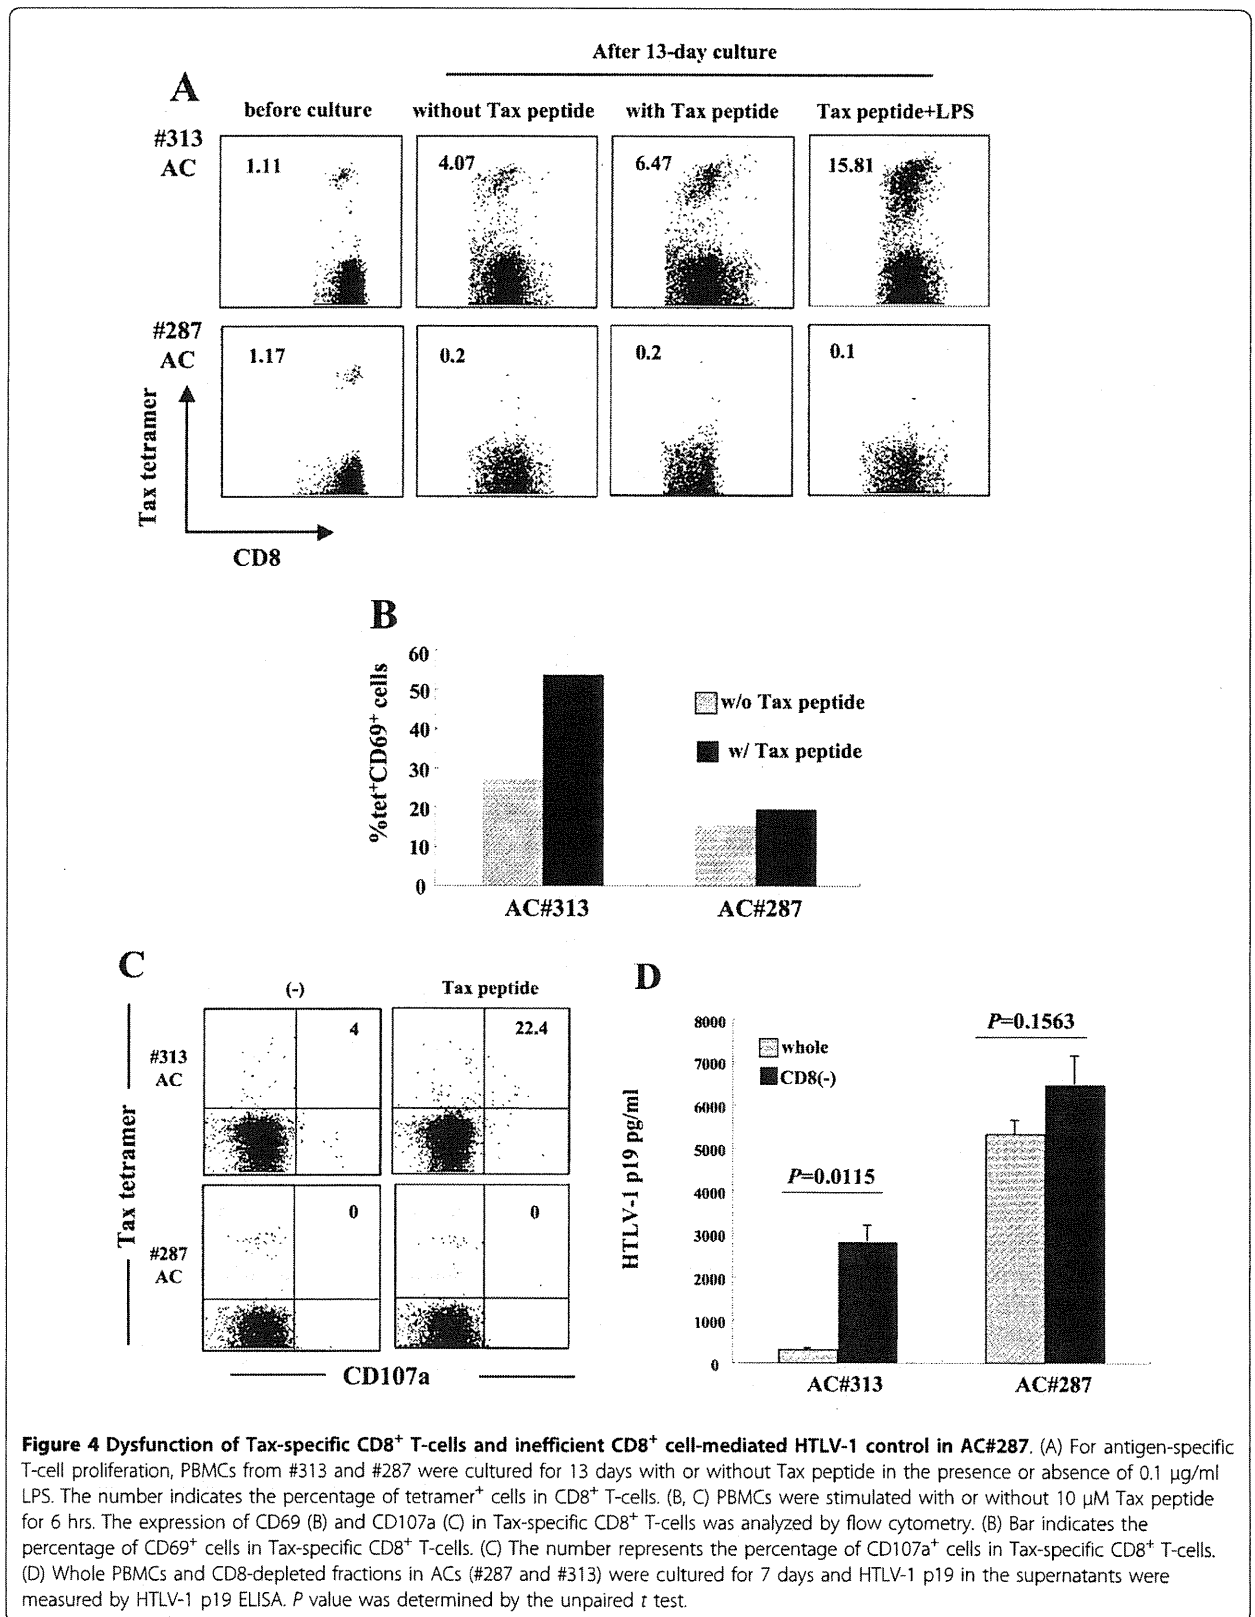 After 13-day culture
A
before culture
without Tax peptide
with Tax peptide
Tax peptide+LPS
#313
AC
1.11
4.07
6.47
15.81
#287
AC
1.17
0.2
0.2
0.1
Tax tetramer
CD8
B
60
50
40
30
20
10
0
%tet⁺CD69⁺ cells
w/o Tax peptide
w/ Tax peptide
AC#313
AC#287
C
(-)
Tax peptide
#313
AC
4
22.4
#287
AC
0
0
Tax tetramer
CD107a
D
8000
7000
6000
5000
4000
3000
2000
1000
0
HTLV-1 p19 pg/ml
whole
CD8(-)
P=0.0115
P=0.1563
AC#313
AC#287
Figure 4 Dysfunction of Tax-specific CD8⁺ T-cells and inefficient CD8⁺ cell-mediated HTLV-1 control in AC#287. (A) For antigen-specific
T-cell proliferation, PBMCs from #313 and #287 were cultured for 13 days with or without Tax peptide in the presence or absence of 0.1 μg/ml
LPS. The number indicates the percentage of tetramer⁺ cells in CD8⁺ T-cells. (B, C) PBMCs were stimulated with or without 10 μM Tax peptide
for 6 hrs. The expression of CD69 (B) and CD107a (C) in Tax-specific CD8⁺ T-cells was analyzed by flow cytometry. (B) Bar indicates the
percentage of CD69⁺ cells in Tax-specific CD8⁺ T-cells. (C) The number represents the percentage of CD107a⁺ cells in Tax-specific CD8⁺ T-cells.
(D) Whole PBMCs and CD8-depleted fractions in ACs (#287 and #313) were cultured for 7 days and HTLV-1 p19 in the supernatants were
measured by HTLV-1 p19 ELISA. P value was determined by the unpaired t test.